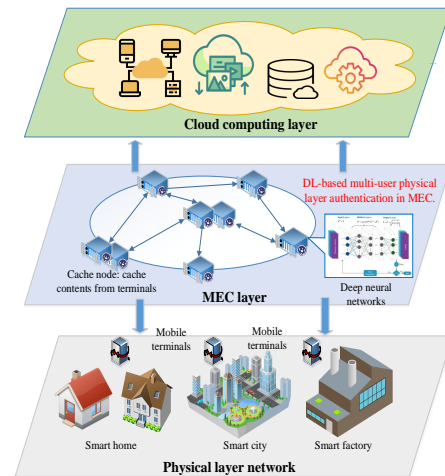 Cloud computing layer
DL-based multi-user physical
layer authentication in MEC.
Cache node: cache
contents from terminals
Deep neural
networks
MEC layer
Mobile
terminals
Mobile
terminals
Smart home
Smart city
Smart factory
Physical layer network